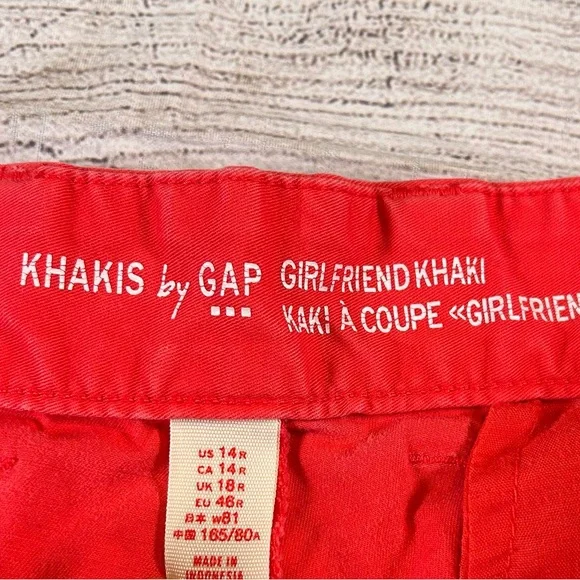 KHAKIS by GAP
GIRLFRIEND KHAKI
KAKI À COUPE «GIRLFRIEN
US 14R
CA 14R
UK 18R
EU 46R
日本 W81
中国 165/80A
MADE IN
INDONESIA